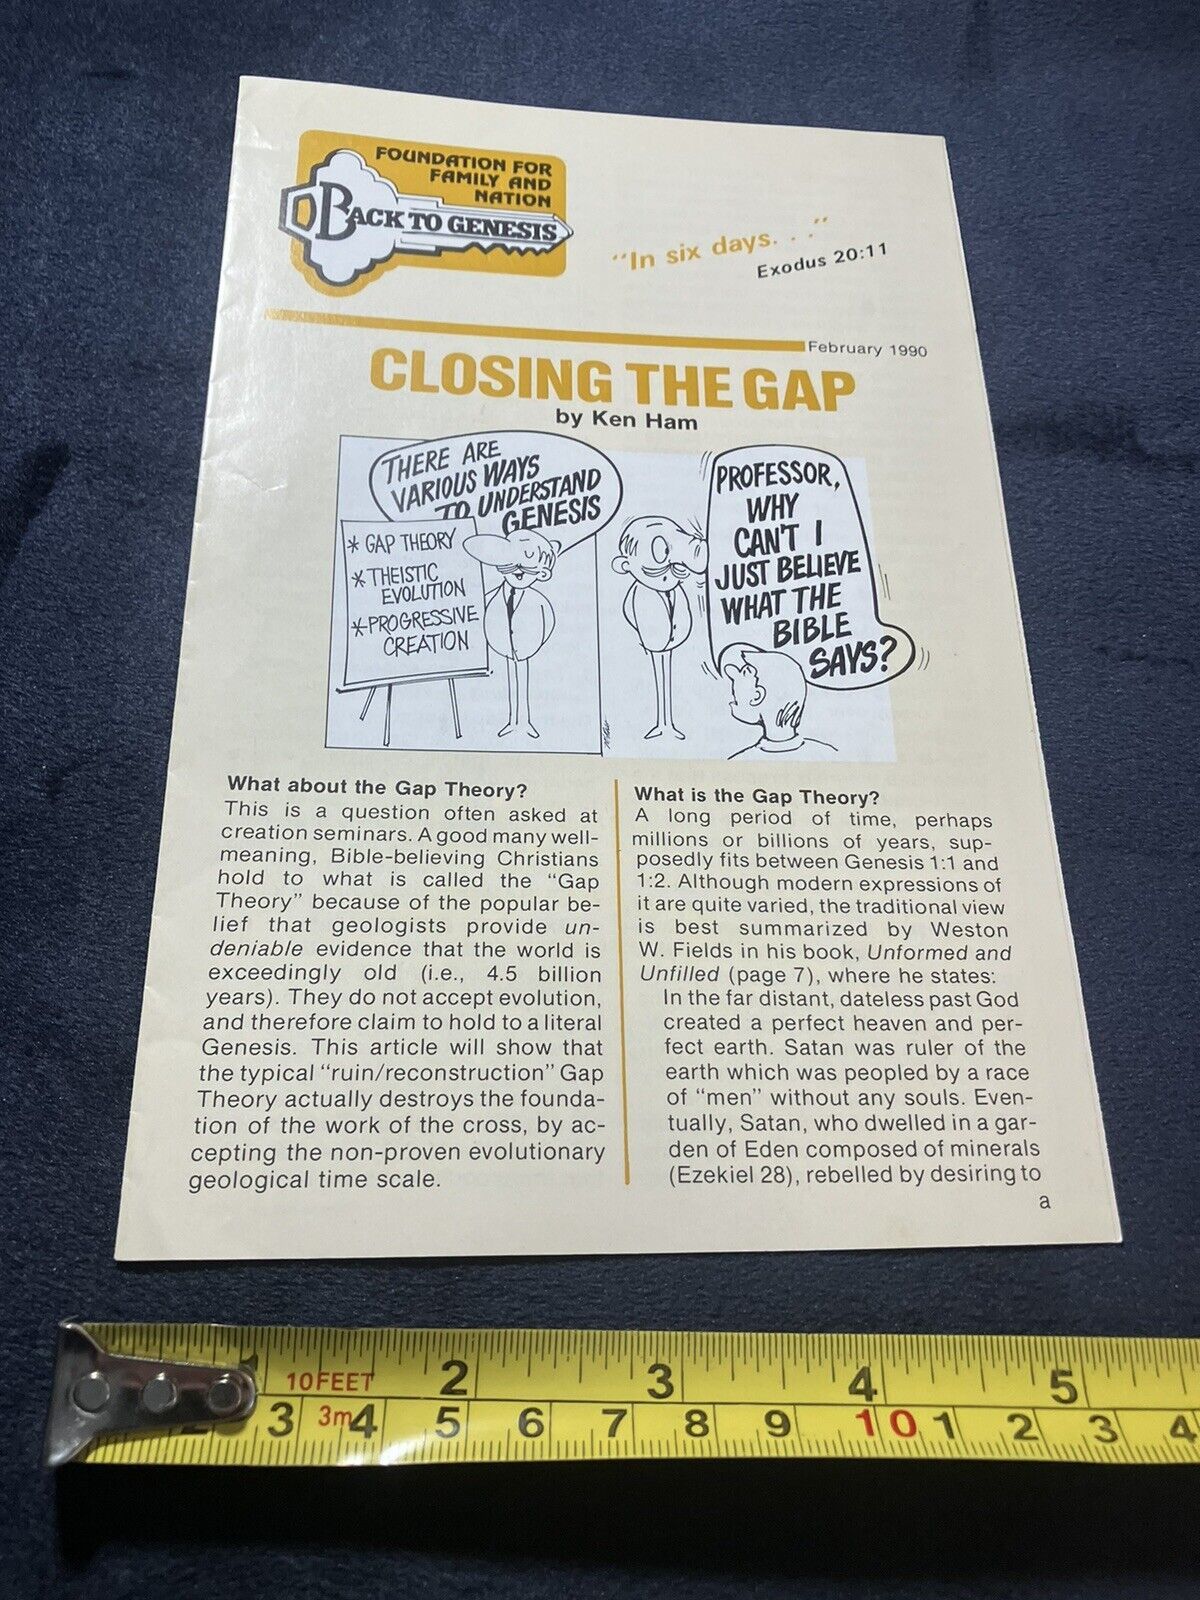 FOUNDATION FOR
FAMILY AND
NATION
BACK TO GENESIS
"In six days. . ."
Exodus 20:11
February 1990
CLOSING THE GAP
by Ken Ham
THERE ARE
VARIOUS WAYS
TO UNDERSTAND
GENESIS
* GAP THEORY
* THEISTIC
EVOLUTION
* PROGRESSIVE
CREATION
PROFESSOR,
WHY
CAN'T I
JUST BELIEVE
WHAT THE
BIBLE
SAYS?
What about the Gap Theory?
This is a question often asked at
creation seminars. A good many well-
meaning, Bible-believing Christians
hold to what is called the "Gap
Theory" because of the popular be-
lief that geologists provide un-
deniable evidence that the world is
exceedingly old (i.e., 4.5 billion
years). They do not accept evolution,
and therefore claim to hold to a literal
Genesis. This article will show that
the typical "ruin/reconstruction" Gap
Theory actually destroys the founda-
tion of the work of the cross, by ac-
cepting the non-proven evolutionary
geological time scale.
What is the Gap Theory?
A long period of time, perhaps
millions or billions of years, sup-
posedly fits between Genesis 1:1 and
1:2. Although modern expressions of
it are quite varied, the traditional view
is best summarized by Weston
W. Fields in his book, Unformed and
Unfilled (page 7), where he states:
In the far distant, dateless past God
created a perfect heaven and per-
fect earth. Satan was ruler of the
earth which was peopled by a race
of "men" without any souls. Even-
tually, Satan, who dwelled in a gar-
den of Eden composed of minerals
(Ezekiel 28), rebelled by desiring to
a
10FEET 2 3 4 5
3 3m 4 5 6 7 8 9 10 1 2 3 4